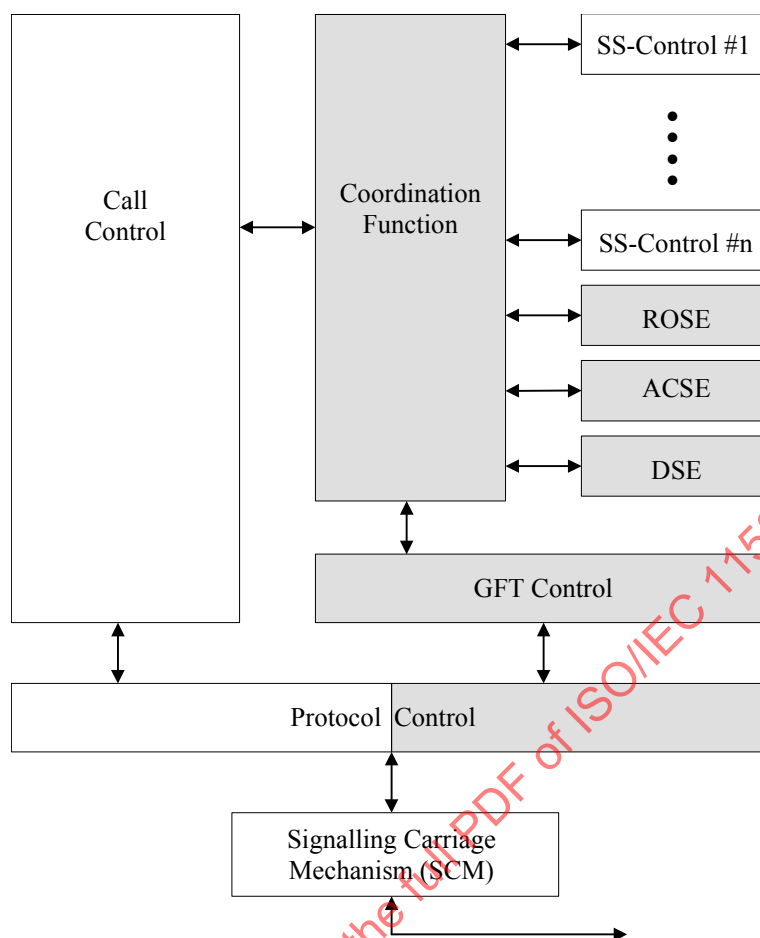 SS-Control #1
Call
Control
Coordination
Function
SS-Control #n
ROSE
ACSE
DSE
GFT Control
Protocol Control
Signalling Carriage
Mechanism (SCM)
the full PDF of ISO/IEC